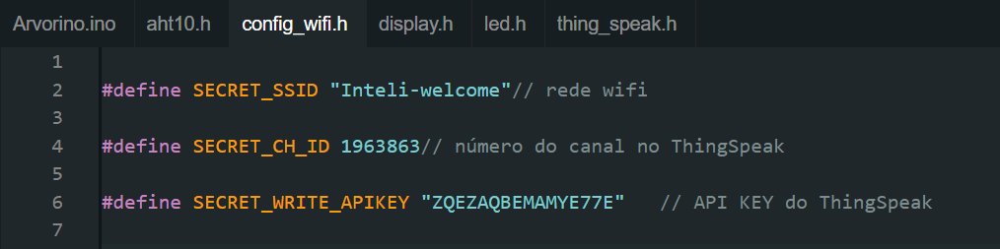 Arvorino.ino aht10.h config_wifi.h display.h led.h thing_speak.h
1
2 #define SECRET_SSID "Inteli-welcome"// rede wifi
3
4 #define SECRET_CH_ID 1963863// número do canal no ThingSpeak
5
6 #define SECRET_WRITE_APIKEY "ZQEZAQBEMAMYE77E" // API KEY do ThingSpeak
7